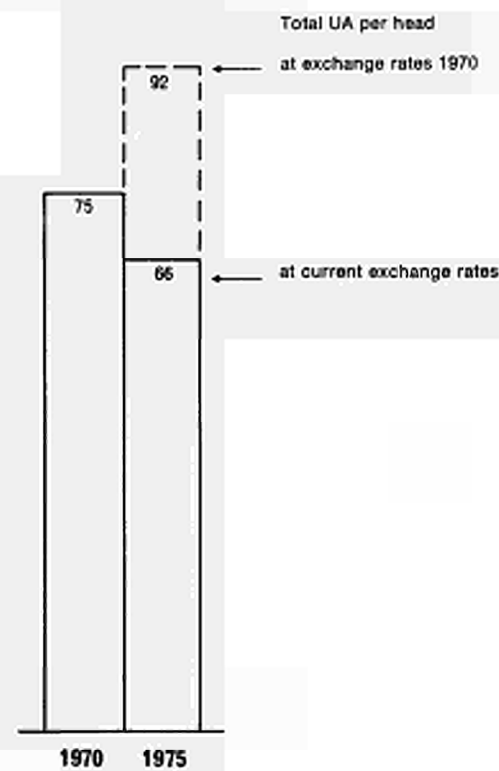 Total UA per head
at exchange rates 1970
92
75
66
at current exchange rates
1970 1975